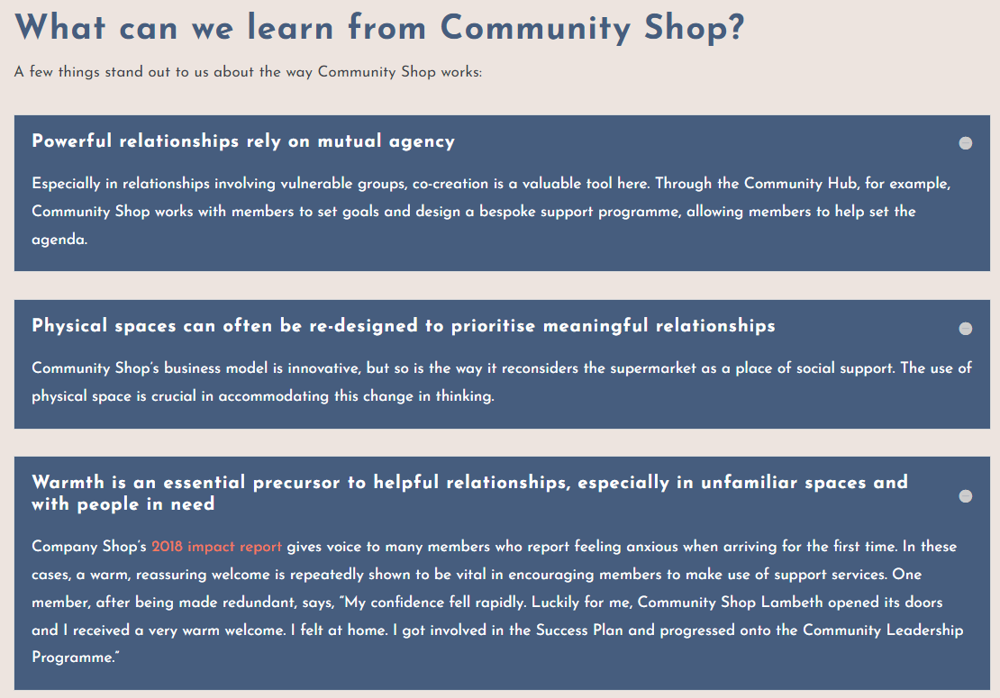 What can we learn from Community Shop?
A few things stand out to us about the way Community Shop works:
Powerful relationships rely on mutual agency
Especially in relationships involving vulnerable groups, co-creation is a valuable tool here. Through the Community Hub, for example,
Community Shop works with members to set goals and design a bespoke support programme, allowing members to help set the
agenda.
Physical spaces can often be re-designed to prioritise meaningful relationships
Community Shop’s business model is innovative, but so is the way it reconsiders the supermarket as a place of social support. The use of
physical space is crucial in accommodating this change in thinking.
Warmth is an essential precursor to helpful relationships, especially in unfamiliar spaces and
with people in need
Company Shop’s 2018 impact report gives voice to many members who report feeling anxious when arriving for the first time. In these
cases, a warm, reassuring welcome is repeatedly shown to be vital in encouraging members to make use of support services. One
member, after being made redundant, says, “My confidence fell rapidly. Luckily for me, Community Shop Lambeth opened its doors
and I received a very warm welcome. I felt at home. I got involved in the Success Plan and progressed onto the Community Leadership
Programme.”